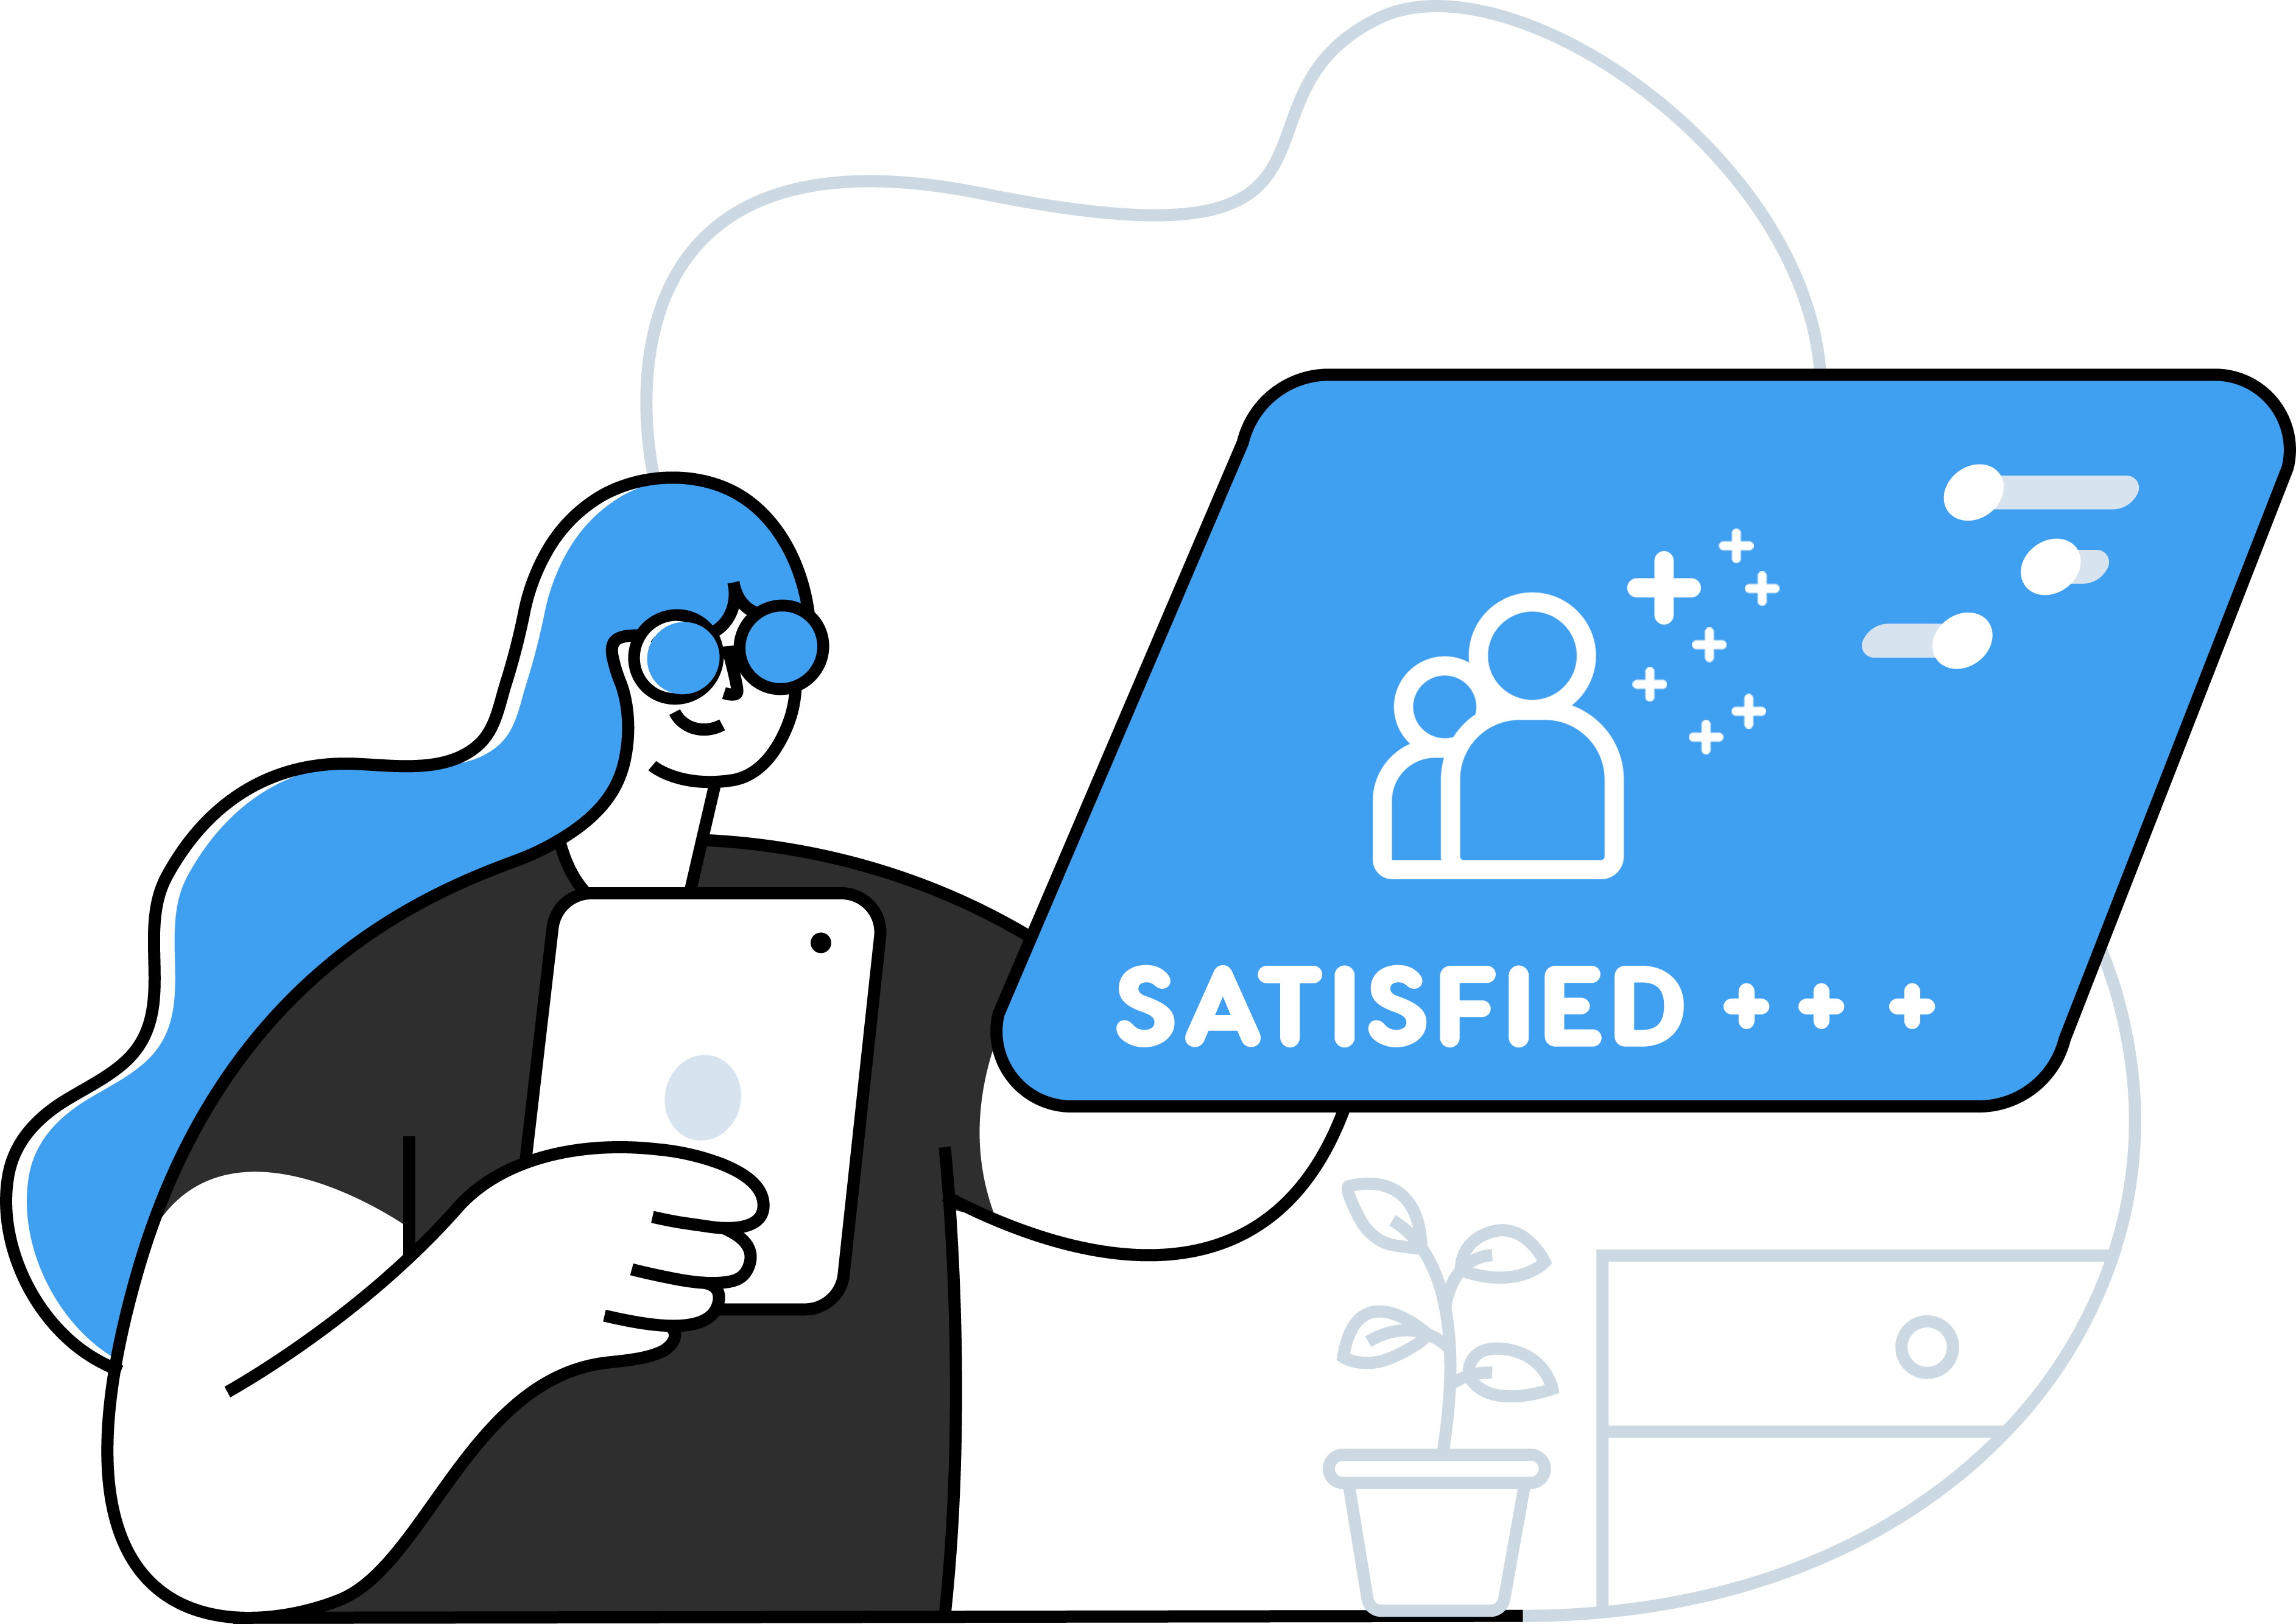 SATISFIED + + +